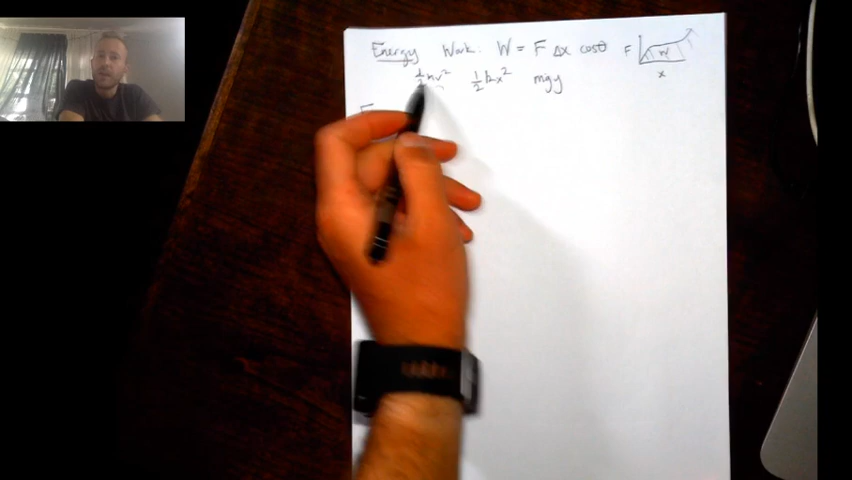 Energy Work: W = F Δx cosθ
F W x
½mv² ½kx² mgy
E